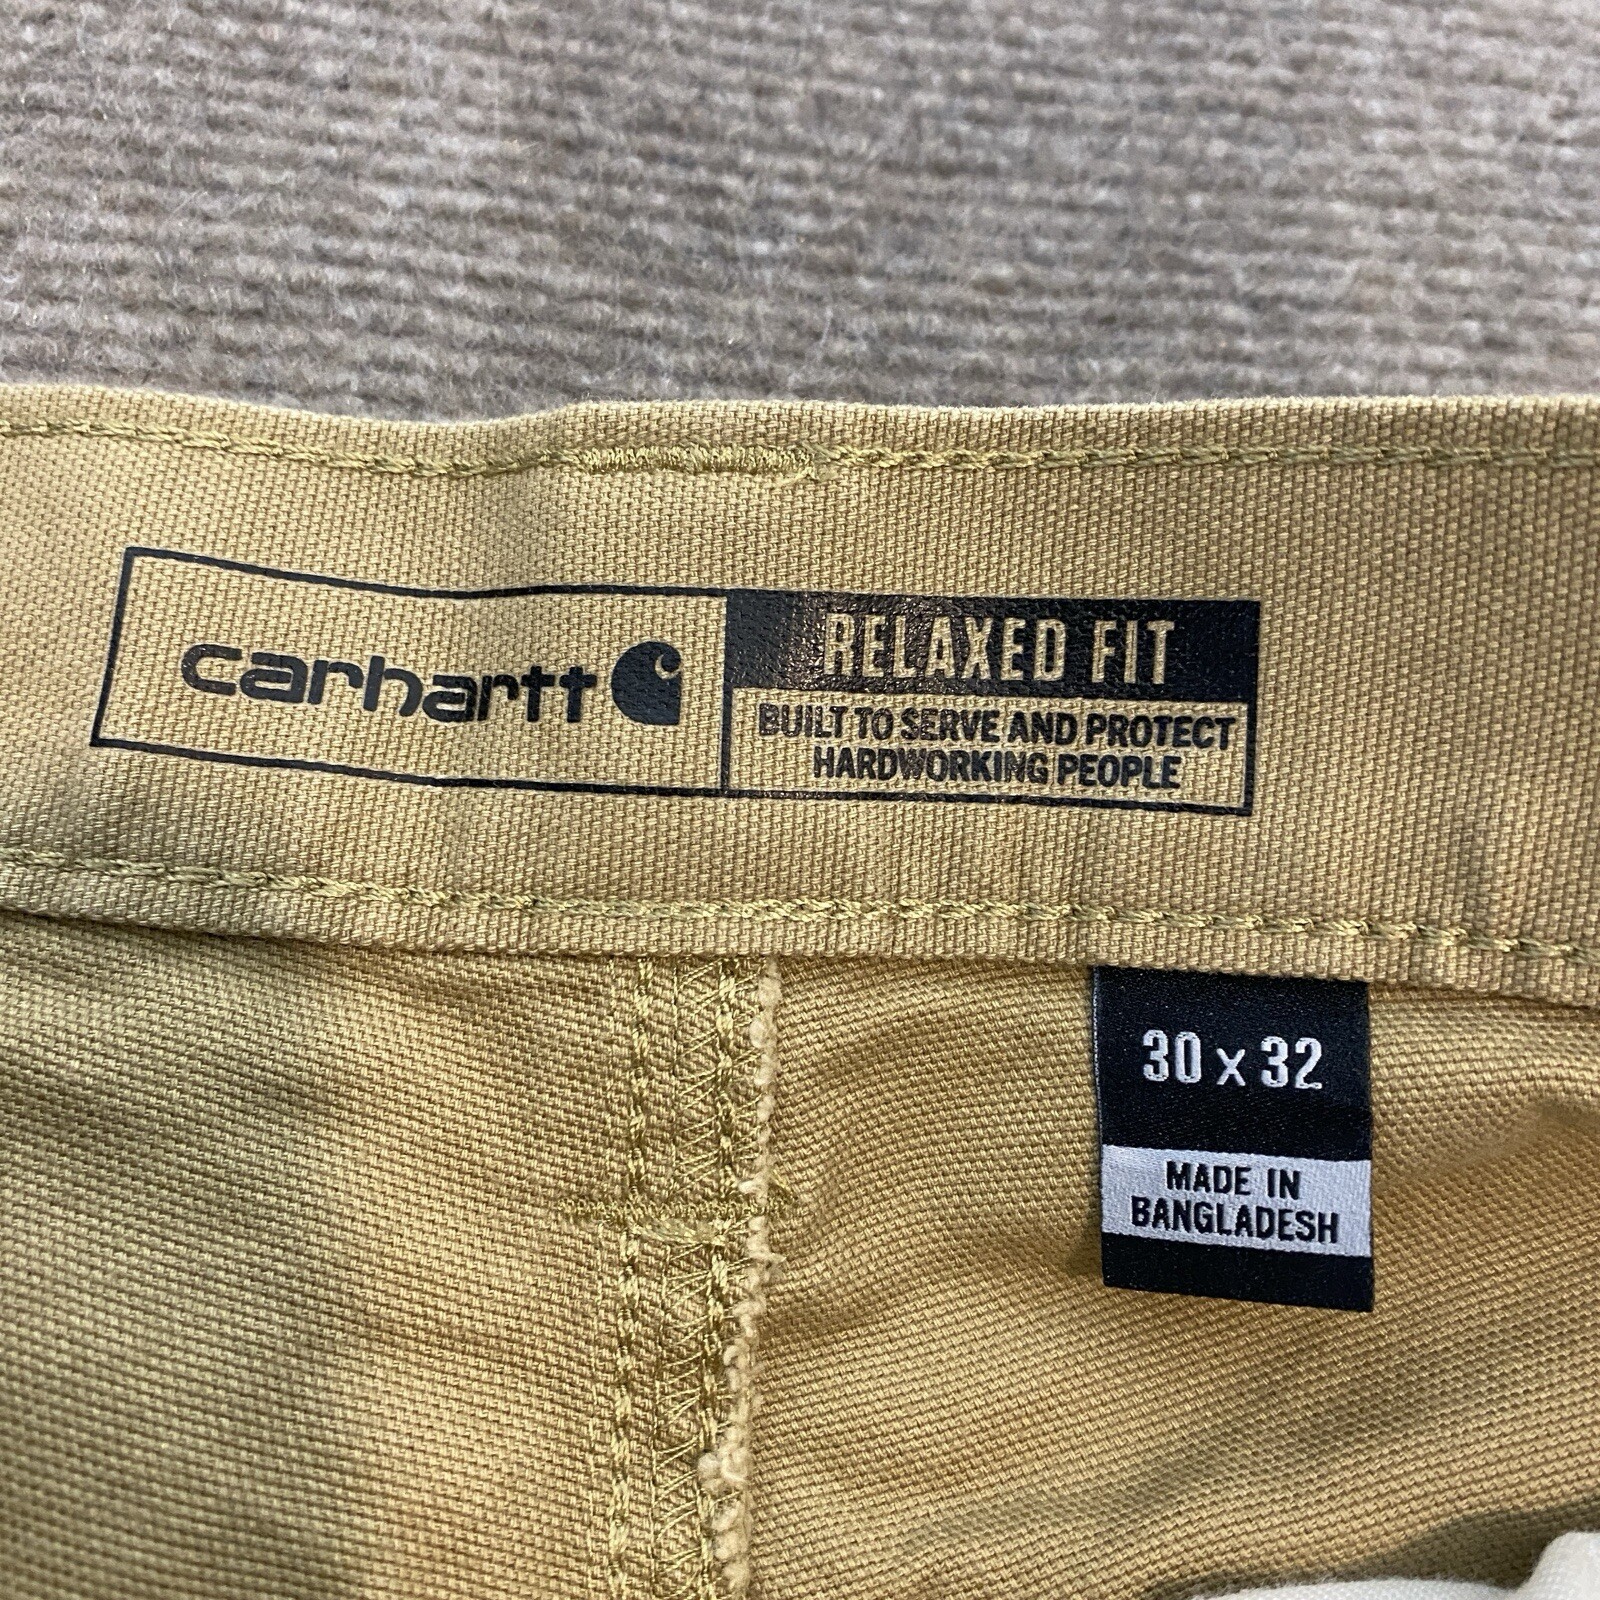 carhartt
RELAXED FIT
BUILT TO SERVE AND PROTECT
HARDWORKING PEOPLE
30 x 32
MADE IN
BANGLADESH